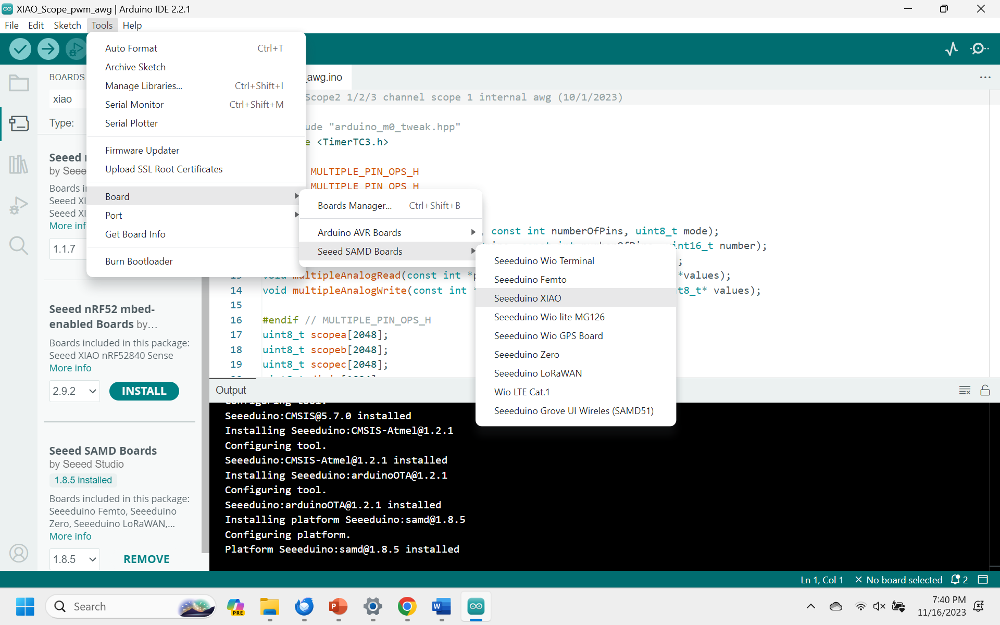 XIAO_Scope_pwm_awg | Arduino IDE 2.2.1
File Edit Sketch Tools Help
Auto Format Ctrl+T
Archive Sketch
Manage Libraries... Ctrl+Shift+I
Serial Monitor Ctrl+Shift+M
Serial Plotter
Firmware Updater
Upload SSL Root Certificates
Board
Port
Get Board Info
Burn Bootloader
Boards Manager... Ctrl+Shift+B
Arduino AVR Boards
Seeed SAMD Boards
Seeeduino Wio Terminal
Seeeduino Femto
Seeeduino XIAO
Seeeduino Wio lite MG126
Seeeduino Wio GPS Board
Seeeduino Zero
Seeeduino LoRaWAN
Wio LTE Cat.1
Seeeduino Grove UI Wireles (SAMD51)
BOARDS
xiao
Type:
Seeed
by Seee
Boards i
Seeed XI
Seeed XI
More inf
1.1.7
Seeed nRF52 mbed-
enabled Boards by...
Boards included in this package:
Seeed XIAO nRF52840 Sense
More info
2.9.2 INSTALL
Seeed SAMD Boards
by Seeed Studio
1.8.5 installed
Boards included in this package:
Seeeduino Femto, Seeeduino
Zero, Seeeduino LoRaWAN,...
More info
1.8.5 REMOVE
_awg.ino
Scope2 1/2/3 channel scope 1 internal awg (10/1/2023)
ude "arduino_m0_tweak.hpp"
e <TimerTC3.h>
MULTIPLE_PIN_OPS_H
MULTIPLE_PIN_OPS_H
, const int numberOfPins, uint8_t mode);
pins, const int numberOfPins, uint16_t number);
;
13 void multipleAnalogRead(const int * *values);
14 void multipleAnalogWrite(const int * t8_t* values);
15
16 #endif // MULTIPLE_PIN_OPS_H
17 uint8_t scopea[2048];
18 uint8_t scopeb[2048];
19 uint8_t scopec[2048];
Output
Configuring tool.
Seeeduino:CMSIS@5.7.0 installed
Installing Seeeduino:CMSIS-Atmel@1.2.1
Configuring tool.
Seeeduino:CMSIS-Atmel@1.2.1 installed
Installing Seeeduino:arduinoOTA@1.2.1
Configuring tool.
Seeeduino:arduinoOTA@1.2.1 installed
Installing platform Seeeduino:samd@1.8.5
Configuring platform.
Platform Seeeduino:samd@1.8.5 installed
Ln 1, Col 1 No board selected 2
Search
PRE
P
W
7:40 PM
11/16/2023